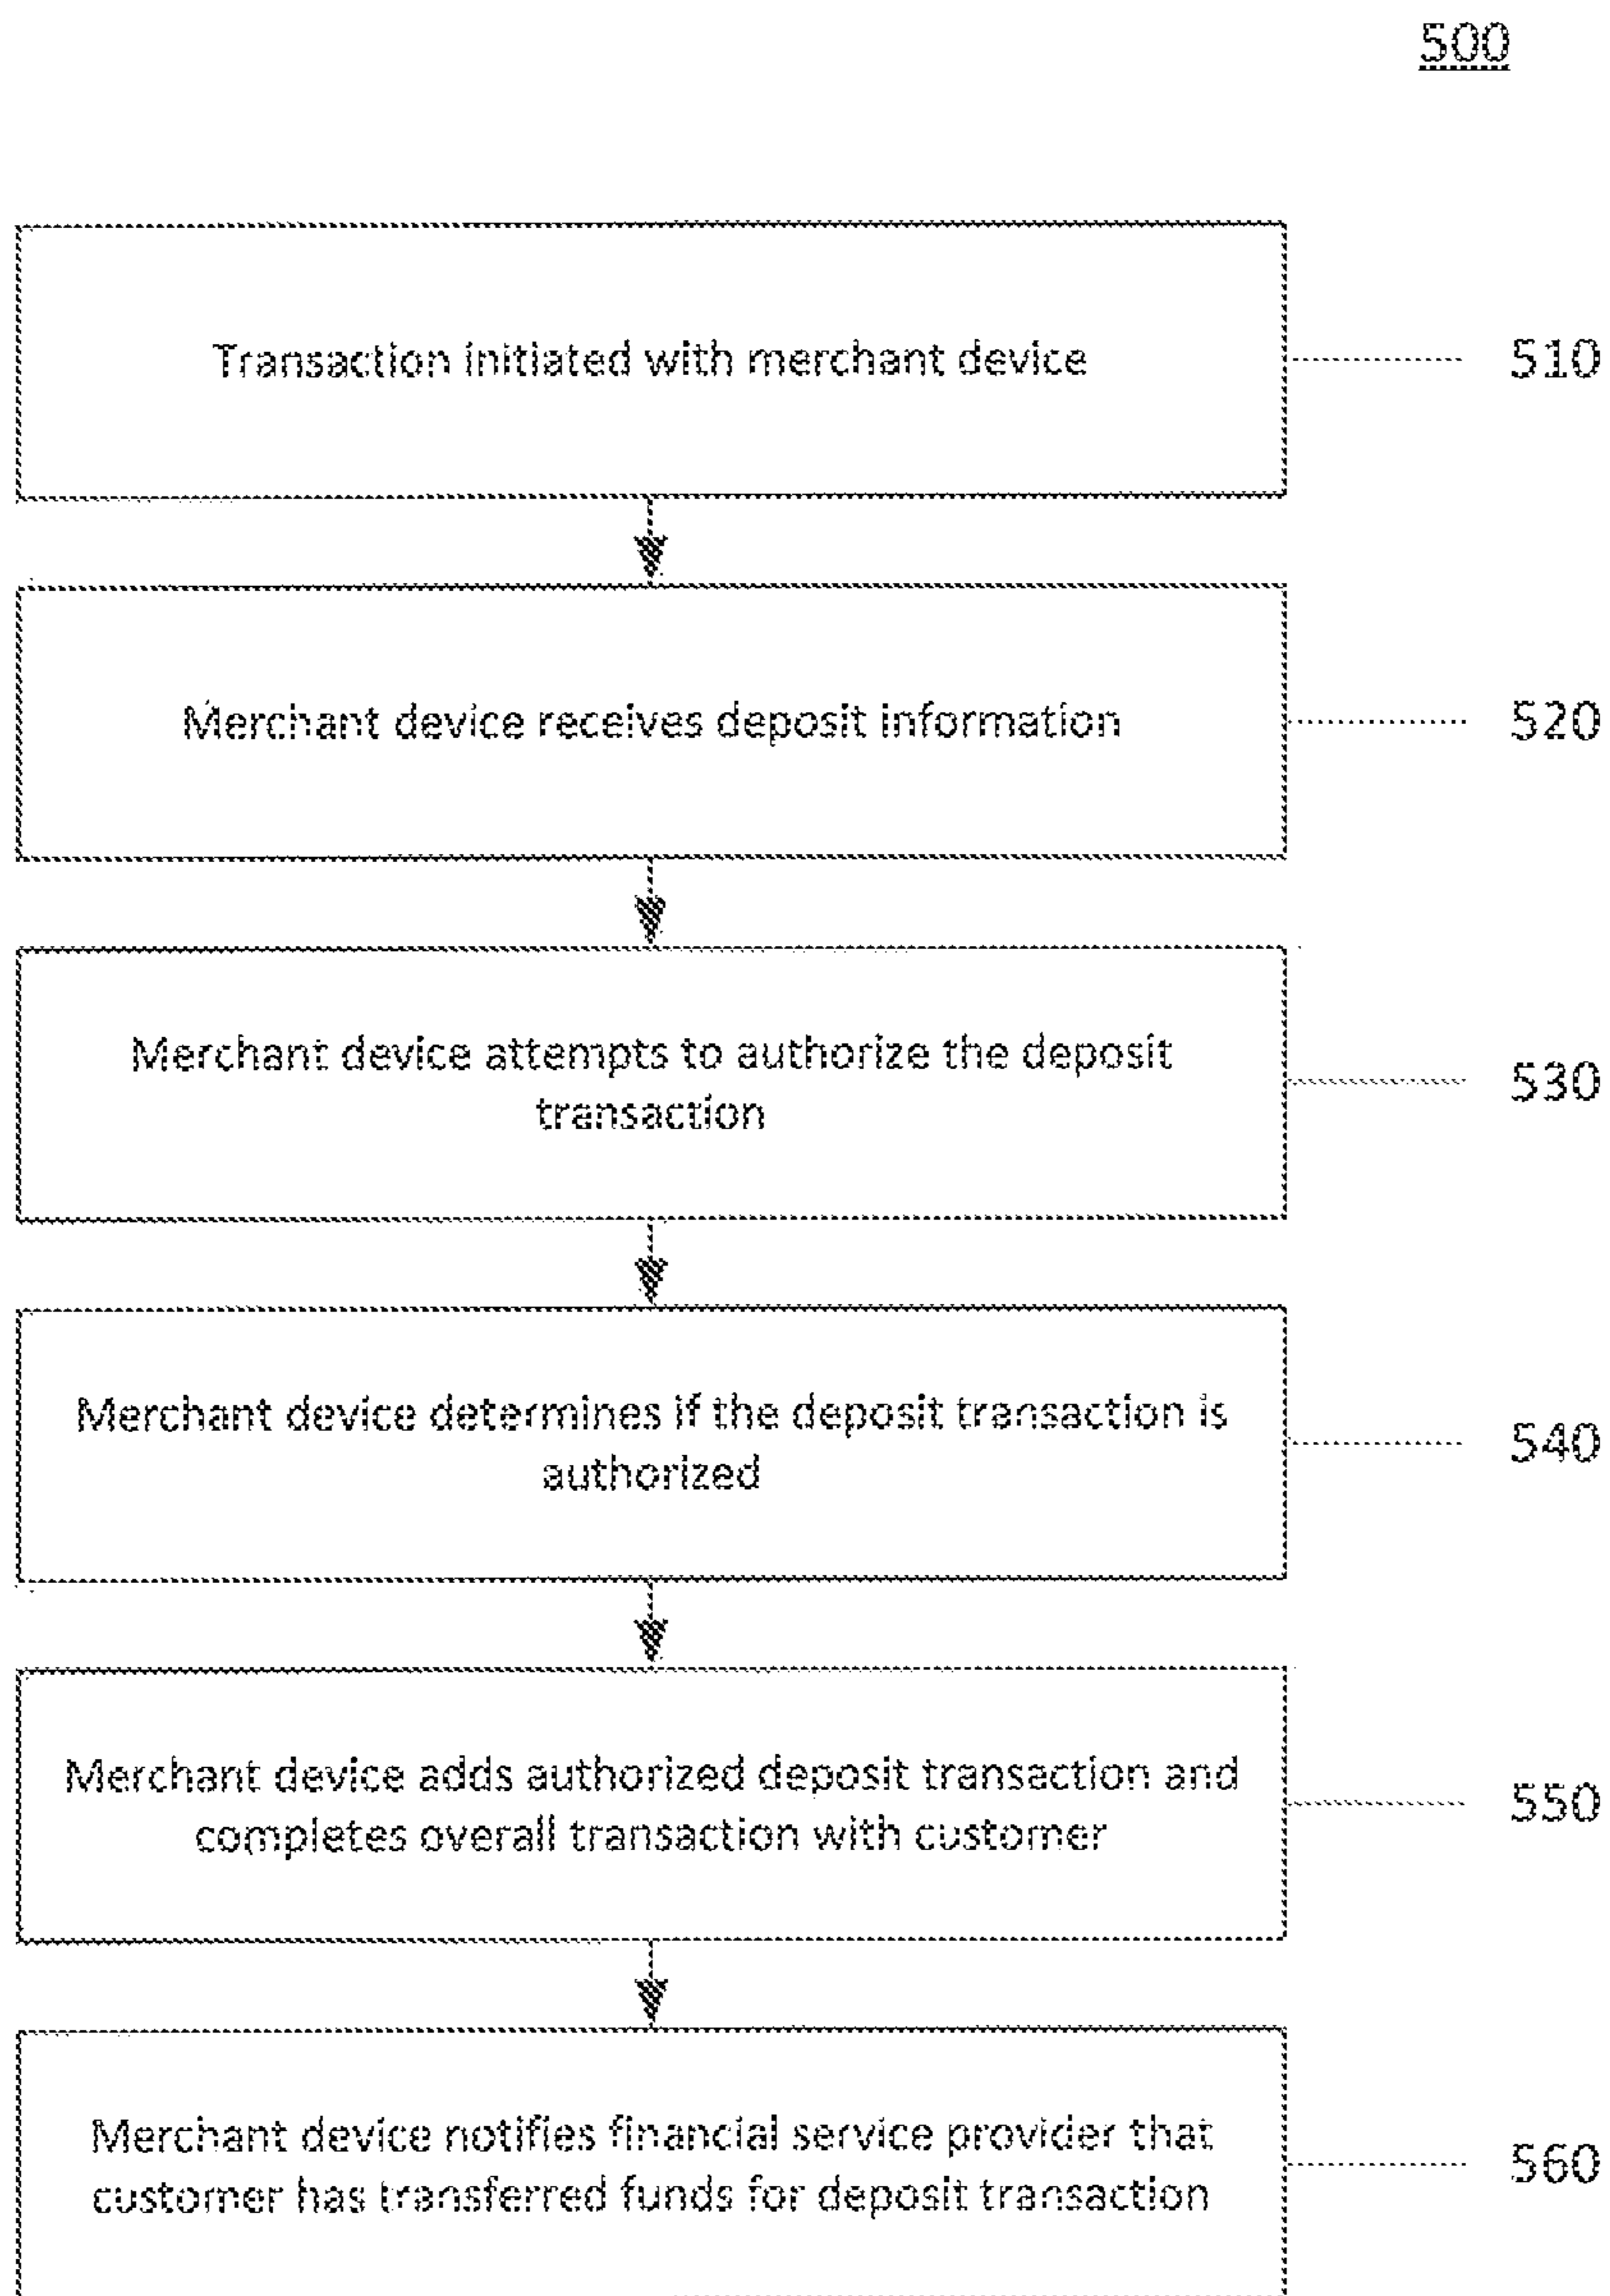 500
Transaction initiated with merchant device
510
Merchant device receives deposit information
520
Merchant device attempts to authorize the deposit
transaction
530
Merchant device determines if the deposit transaction is
authorized
540
Merchant device adds authorized deposit transaction and
completes overall transaction with customer
550
Merchant device notifies financial service provider that
customer has transferred funds for deposit transaction
560